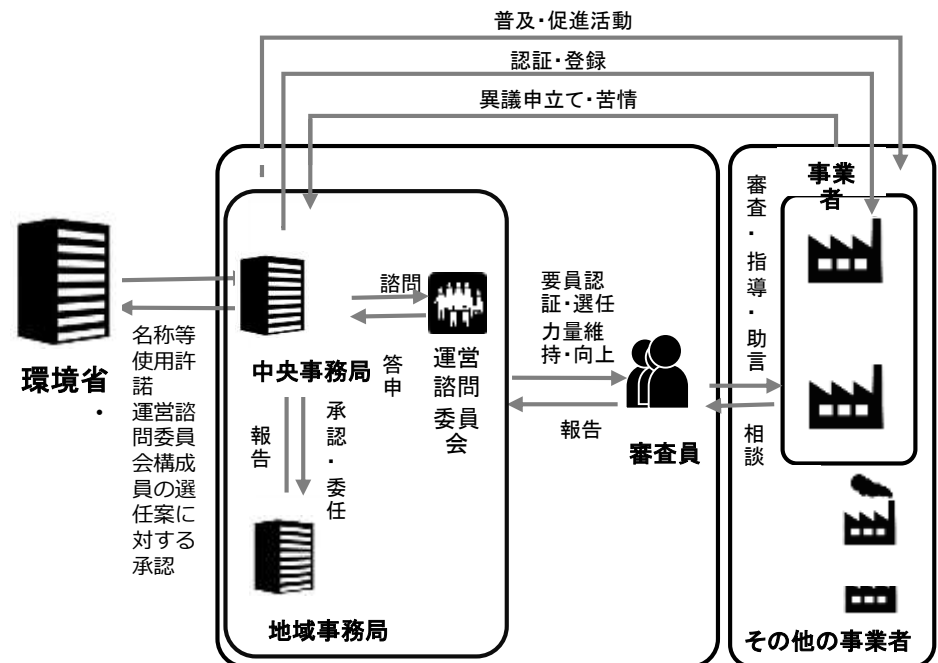 普及・促進活動
認証・登録
異議申立て・苦情
環境省
・
名称等
使用許
諾
運営諮
問委員
会構成
員の選
任案に
対する
承認
中央事務局
諮問
答申
運営
諮問
委員
会
報告
承認・委任
地域事務局
要員認
証・選任
力量維
持・向上
報告
審査員
審査・指導・助言
相談
事業
者
その他の事業者